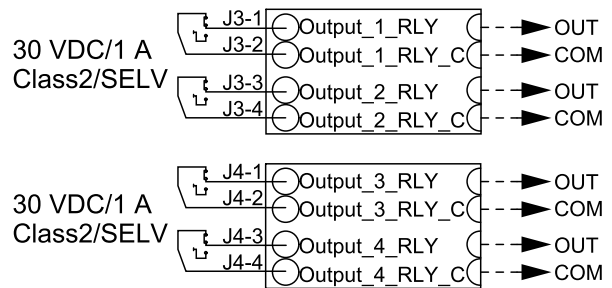 30 VDC/1 A
Class2/SELV
J3-1 Output_1_RLY OUT
J3-2 Output_1_RLY_C COM
J3-3 Output_2_RLY OUT
J3-4 Output_2_RLY_C COM
30 VDC/1 A
Class2/SELV
J4-1 Output_3_RLY OUT
J4-2 Output_3_RLY_C COM
J4-3 Output_4_RLY OUT
J4-4 Output_4_RLY_C COM